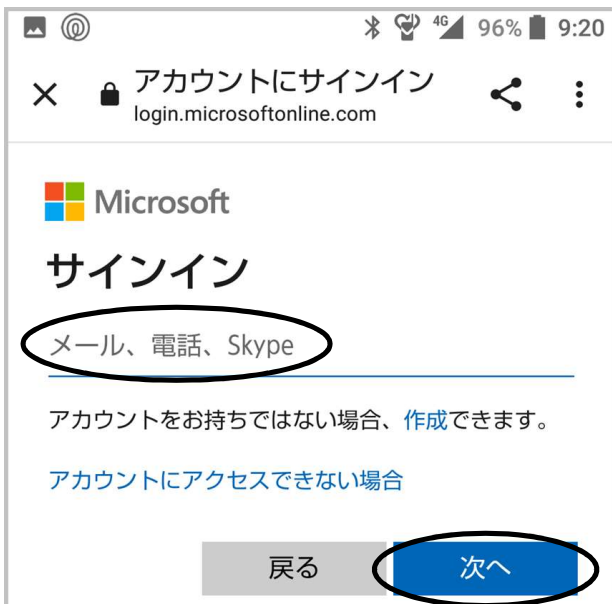 4G 96% 9:20
アカウントにサインイン
login.microsoftonline.com
Microsoft
サインイン
メール、電話、Skype
アカウントをお持ちではない場合、作成できます。
アカウントにアクセスできない場合
戻る 次へ